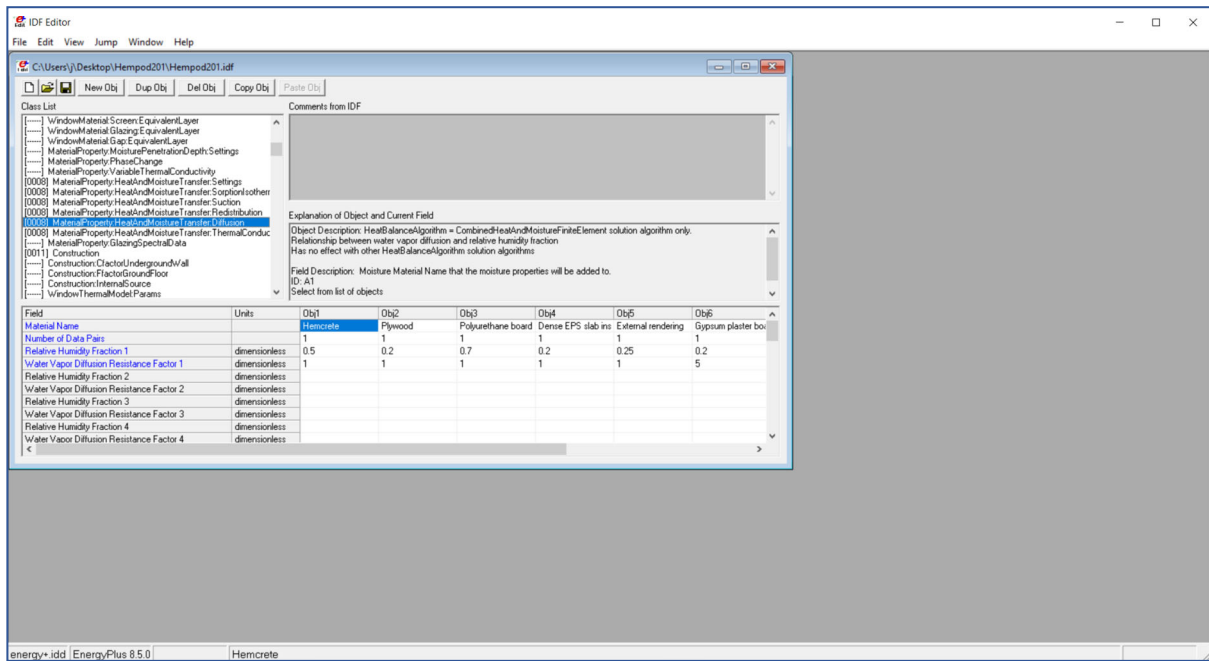 IDF Editor
File Edit View Jump Window Help
C:\Users\j\Desktop\Hempod201\Hempod201.idf
New Obj Dup Obj Del Obj Copy Obj Paste Obj
Class List
Comments from IDF
[------] WindowMaterial:Screen:EquivalentLayer
[------] WindowMaterial:Glazing:EquivalentLayer
[------] WindowMaterial:Gap:EquivalentLayer
[------] MaterialProperty:MoisturePenetrationDepth:Settings
[------] MaterialProperty:PhaseChange
[------] MaterialProperty:VariableThermalConductivity
[0008] MaterialProperty:HeatAndMoistureTransfer:Settings
[0008] MaterialProperty:HeatAndMoistureTransfer:SorptionIsotherm
[0008] MaterialProperty:HeatAndMoistureTransfer:Suction
[0008] MaterialProperty:HeatAndMoistureTransfer:Redistribution
[0008] MaterialProperty:HeatAndMoistureTransfer:Diffusion
[0008] MaterialProperty:HeatAndMoistureTransfer:ThermalConduc
[------] MaterialProperty:GlazingSpectralData
[0011] Construction
[------] Construction:CfactorUndergroundWall
[------] Construction:FfactorGroundFloor
[------] Construction:InternalSource
[------] WindowThermalModel:Params
Explanation of Object and Current Field
Object Description: HeatBalanceAlgorithm = CombinedHeatAndMoistureFiniteElement solution algorithm only.
Relationship between water vapor diffusion and relative humidity fraction
Has no effect with other HeatBalanceAlgorithm solution algorithms
Field Description: Moisture Material Name that the moisture properties will be added to.
ID: A1
Select from list of objects
Field Units Obj1 Obj2 Obj3 Obj4 Obj5 Obj6
Material Name Hemcrete Plywood Polyurethane board Dense EPS slab ins External rendering Gypsum plaster boa
Number of Data Pairs 1 1 1 1 1 1
Relative Humidity Fraction 1 dimensionless 0.5 0.2 0.7 0.2 0.25 0.2
Water Vapor Diffusion Resistance Factor 1 dimensionless 1 1 1 1 1 5
Relative Humidity Fraction 2 dimensionless
Water Vapor Diffusion Resistance Factor 2 dimensionless
Relative Humidity Fraction 3 dimensionless
Water Vapor Diffusion Resistance Factor 3 dimensionless
Relative Humidity Fraction 4 dimensionless
Water Vapor Diffusion Resistance Factor 4 dimensionless
energy+.idd EnergyPlus 8.5.0 Hemcrete